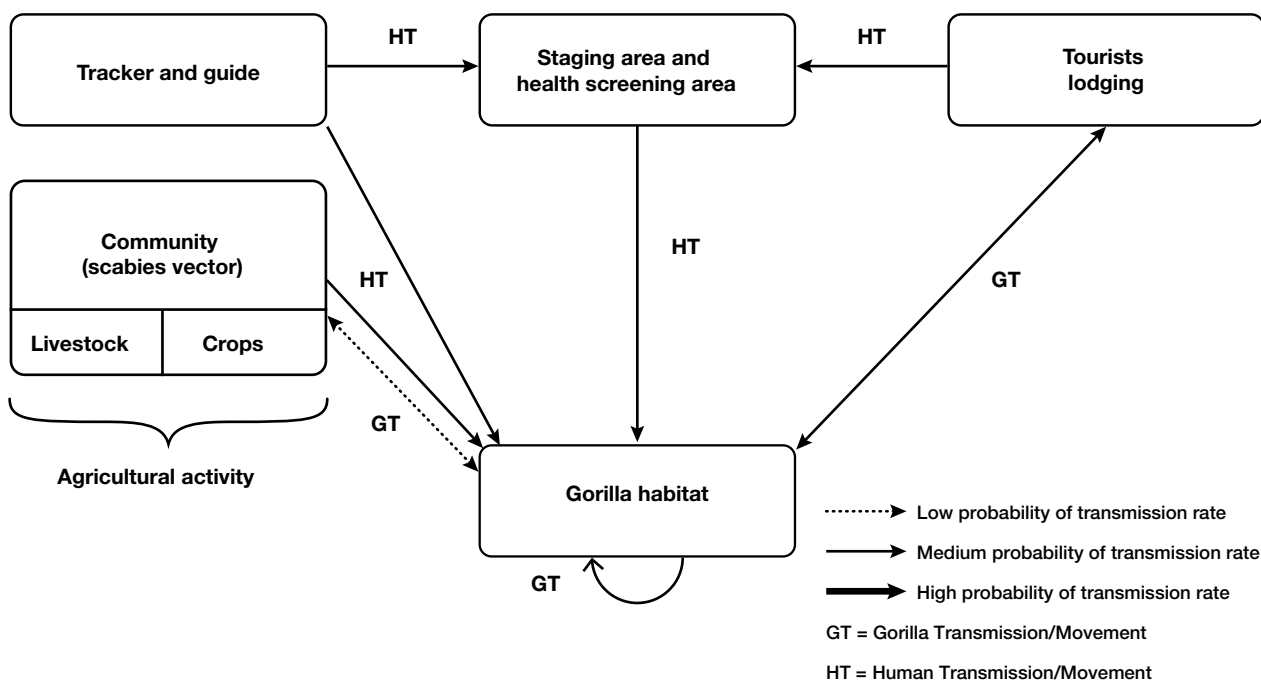 HT
HT
Tracker and guide
Staging area and
health screening area
Tourists
lodging
Community
(scabies vector)
HT
HT
GT
Livestock
Crops
GT
Agricultural activity
Gorilla habitat
GT
Low probability of transmission rate
Medium probability of transmission rate
High probability of transmission rate
GT = Gorilla Transmission/Movement
HT = Human Transmission/Movement